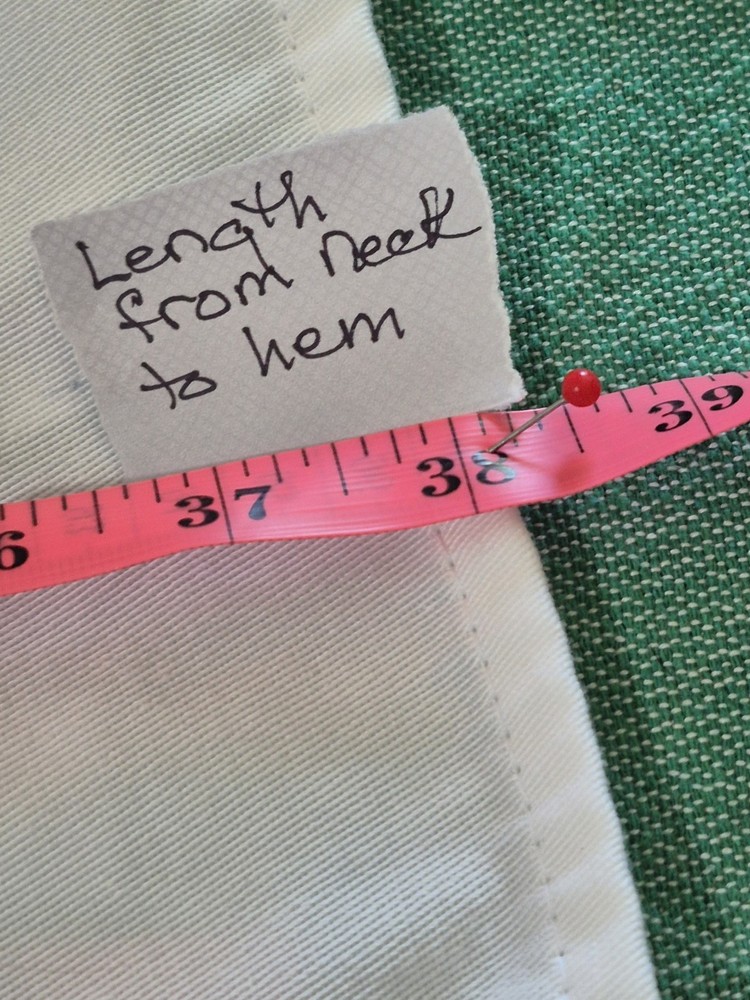 Length
from neck
to hem
6 37 38 39